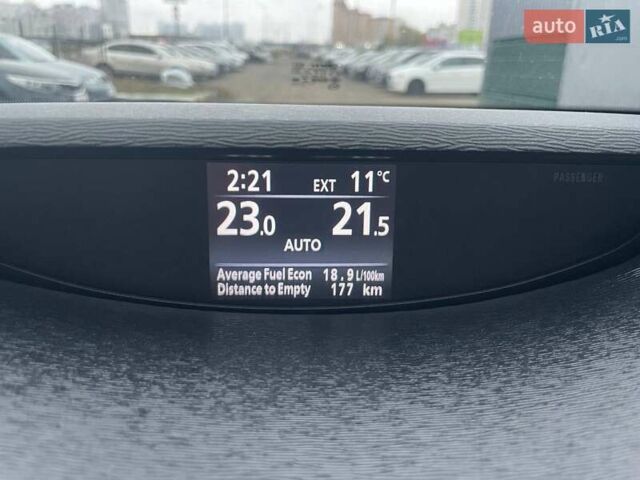 auto RIA.com
2:21 EXT 11°C
23.0 21.5
AUTO
PASSENGER
Average Fuel Econ 18.9 L/100km
Distance to Empty 177 km